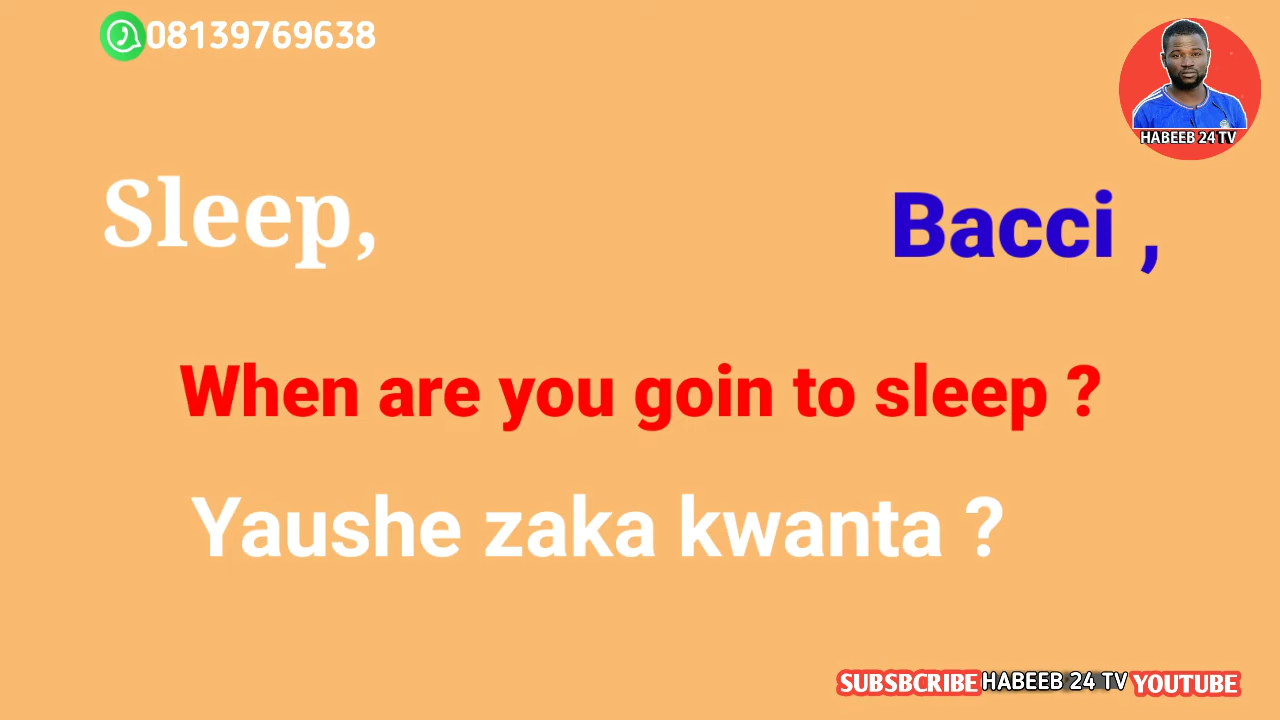 08139769638
HABEEB 24 TV
Sleep,
Bacci ,
When are you goin to sleep ?
Yaushe zaka kwanta ?
SUBSBCRIBE HABEEB 24 TV YOUTUBE